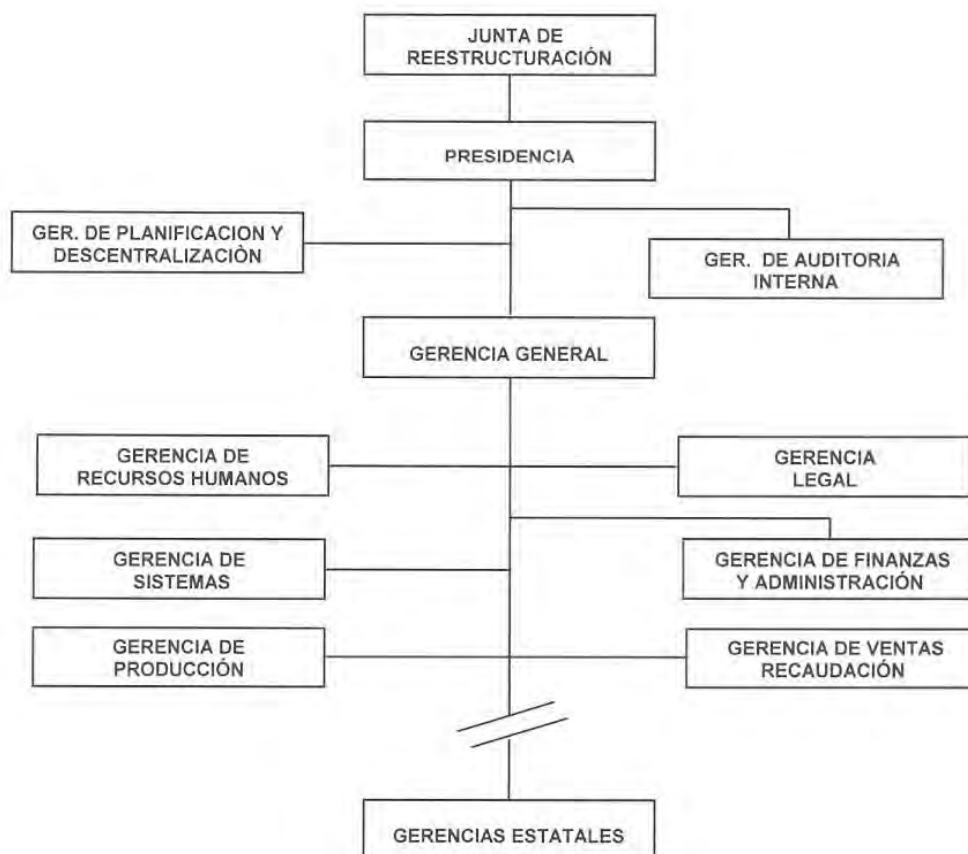 JUNTA DE
REESTRUCTURACIÓN
PRESIDENCIA
GER. DE PLANIFICACION Y
DESCENTRALIZACIÒN
GER. DE AUDITORIA
INTERNA
GERENCIA GENERAL
GERENCIA DE
RECURSOS HUMANOS
GERENCIA
LEGAL
GERENCIA DE
SISTEMAS
GERENCIA DE FINANZAS
Y ADMINISTRACIÓN
GERENCIA DE
PRODUCCIÓN
GERENCIA DE VENTAS
RECAUDACIÓN
GERENCIAS ESTATALES